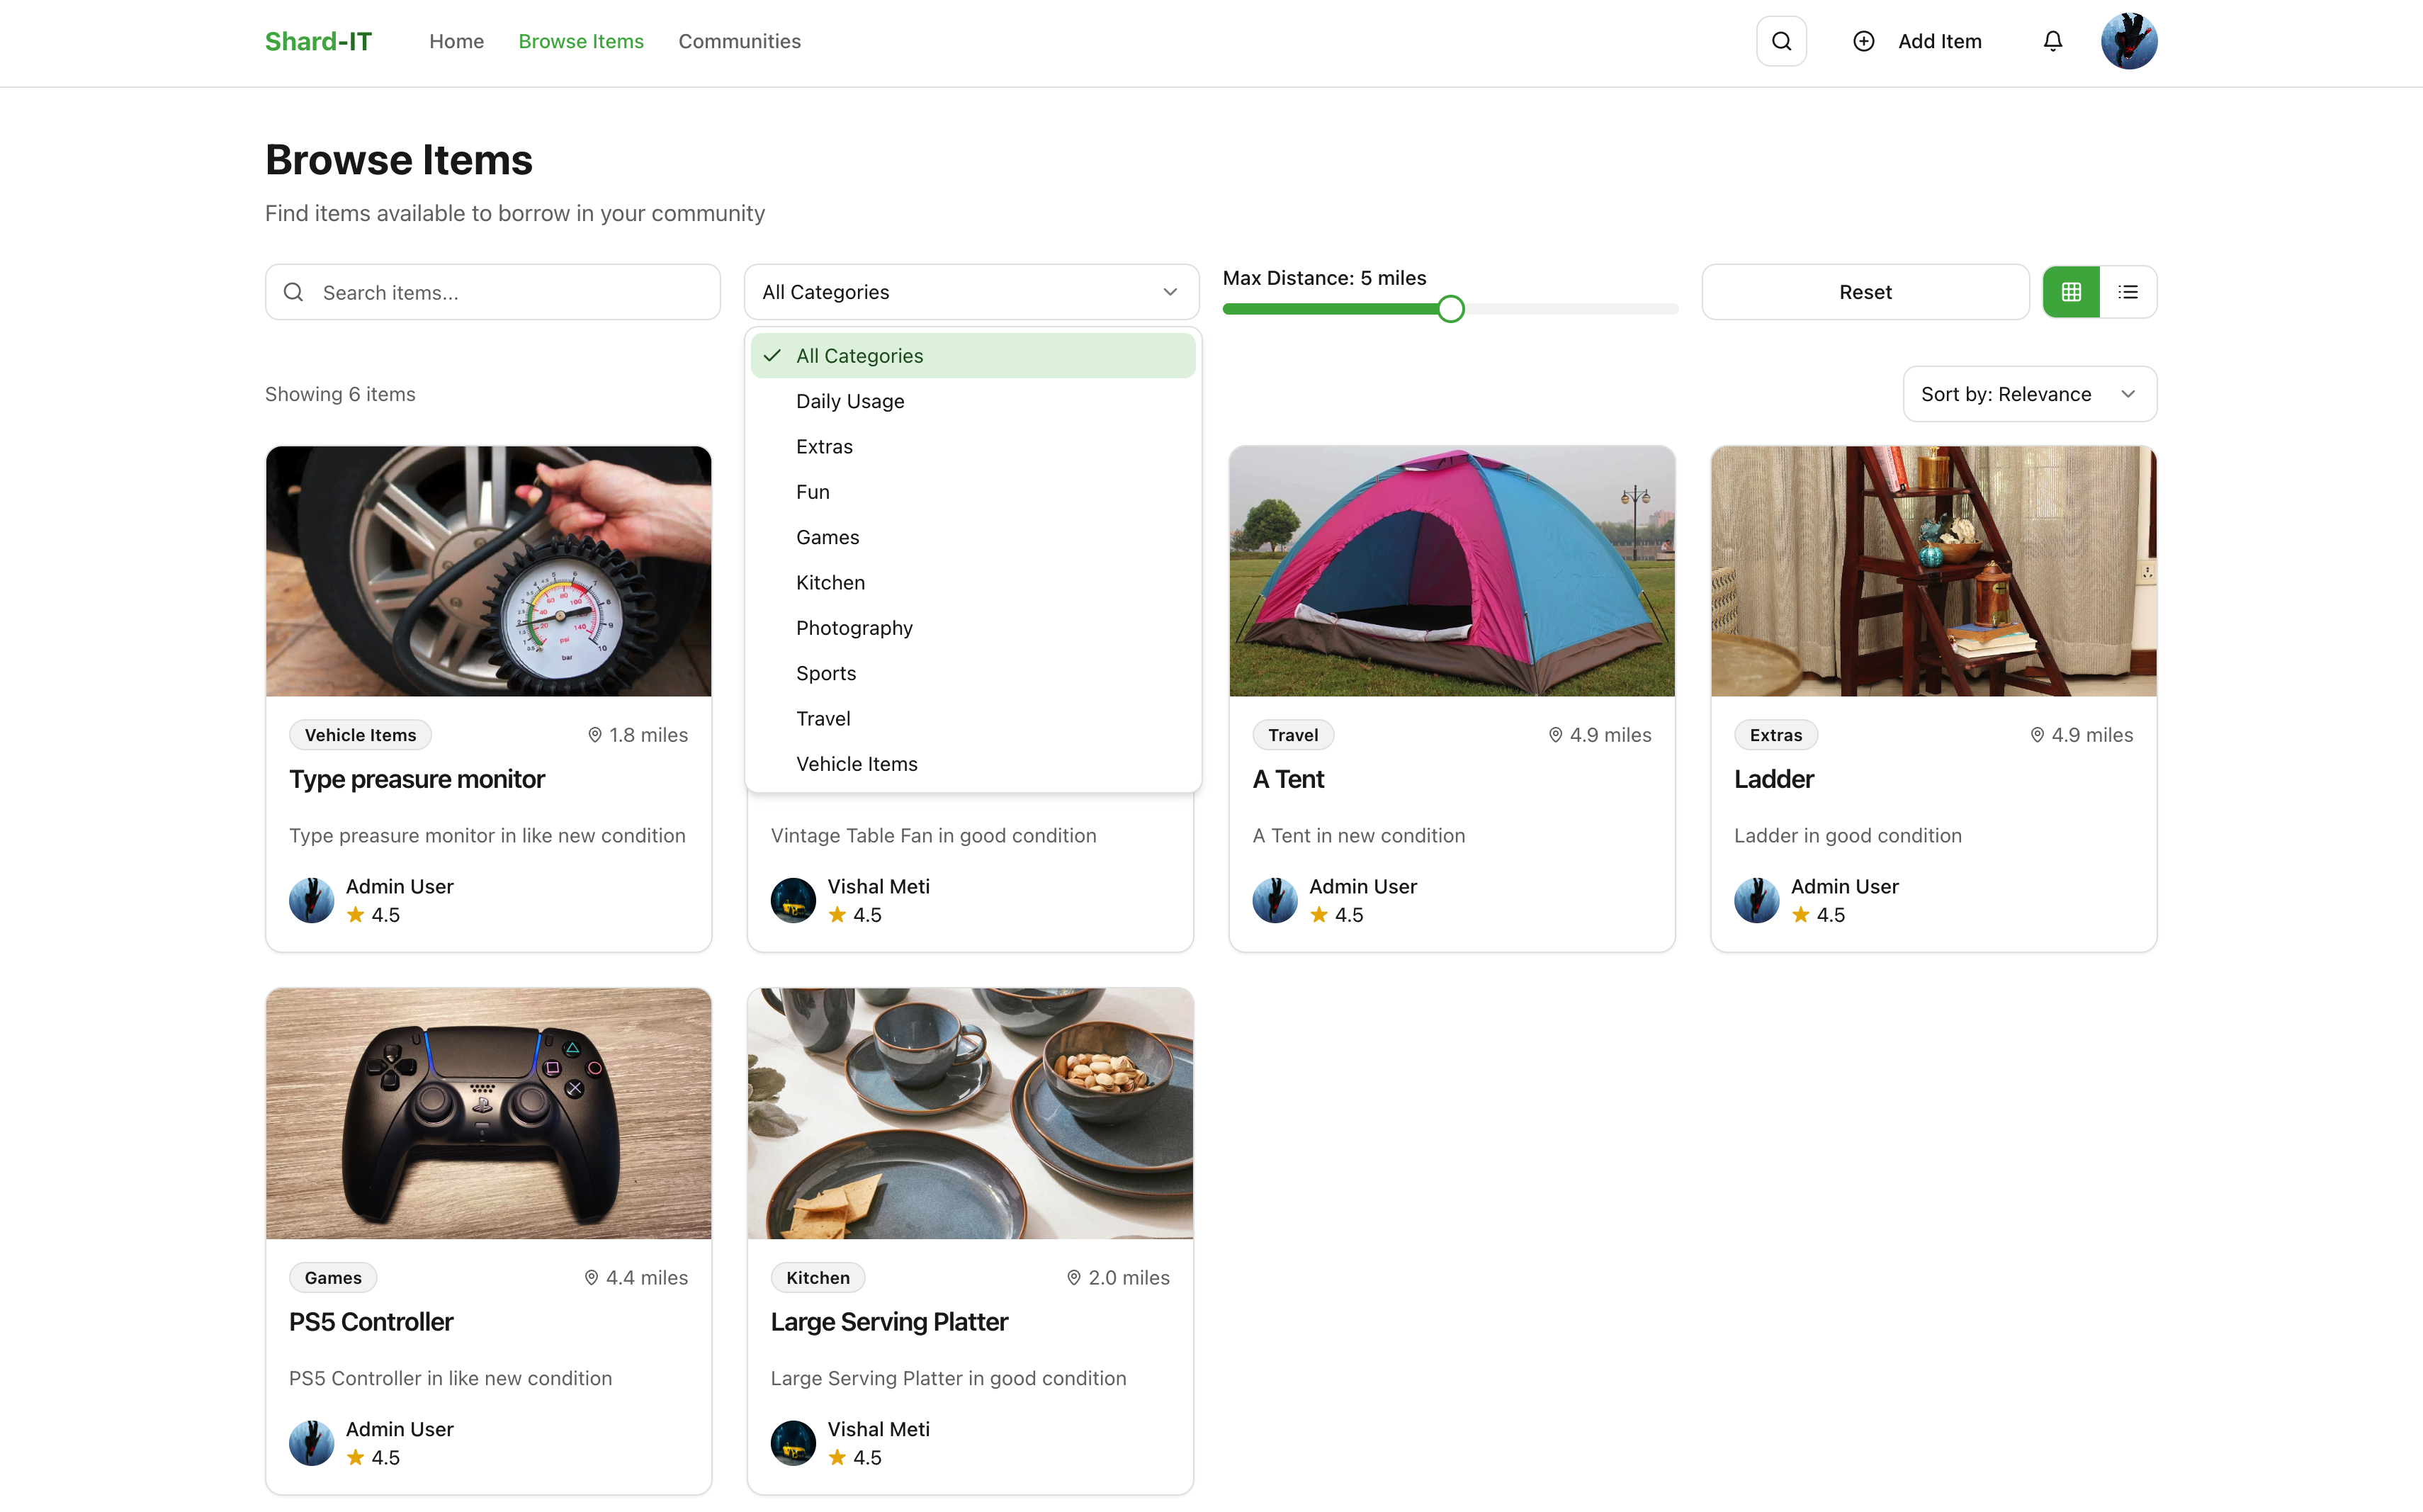 Shard-IT
Home
Browse Items
Communities
Add Item
Browse Items
Find items available to borrow in your community
Search items...
All Categories
Max Distance: 5 miles
Reset
All Categories
Daily Usage
Extras
Fun
Games
Kitchen
Photography
Sports
Travel
Vehicle Items
Showing 6 items
Sort by: Relevance
Vehicle Items
1.8 miles
Type preasure monitor
Type preasure monitor in like new condition
Admin User
4.5
Vintage Table Fan in good condition
Vishal Meti
4.5
Travel
4.9 miles
A Tent
A Tent in new condition
Admin User
4.5
Extras
4.9 miles
Ladder
Ladder in good condition
Admin User
4.5
Games
4.4 miles
PS5 Controller
PS5 Controller in like new condition
Admin User
4.5
Kitchen
2.0 miles
Large Serving Platter
Large Serving Platter in good condition
Vishal Meti
4.5